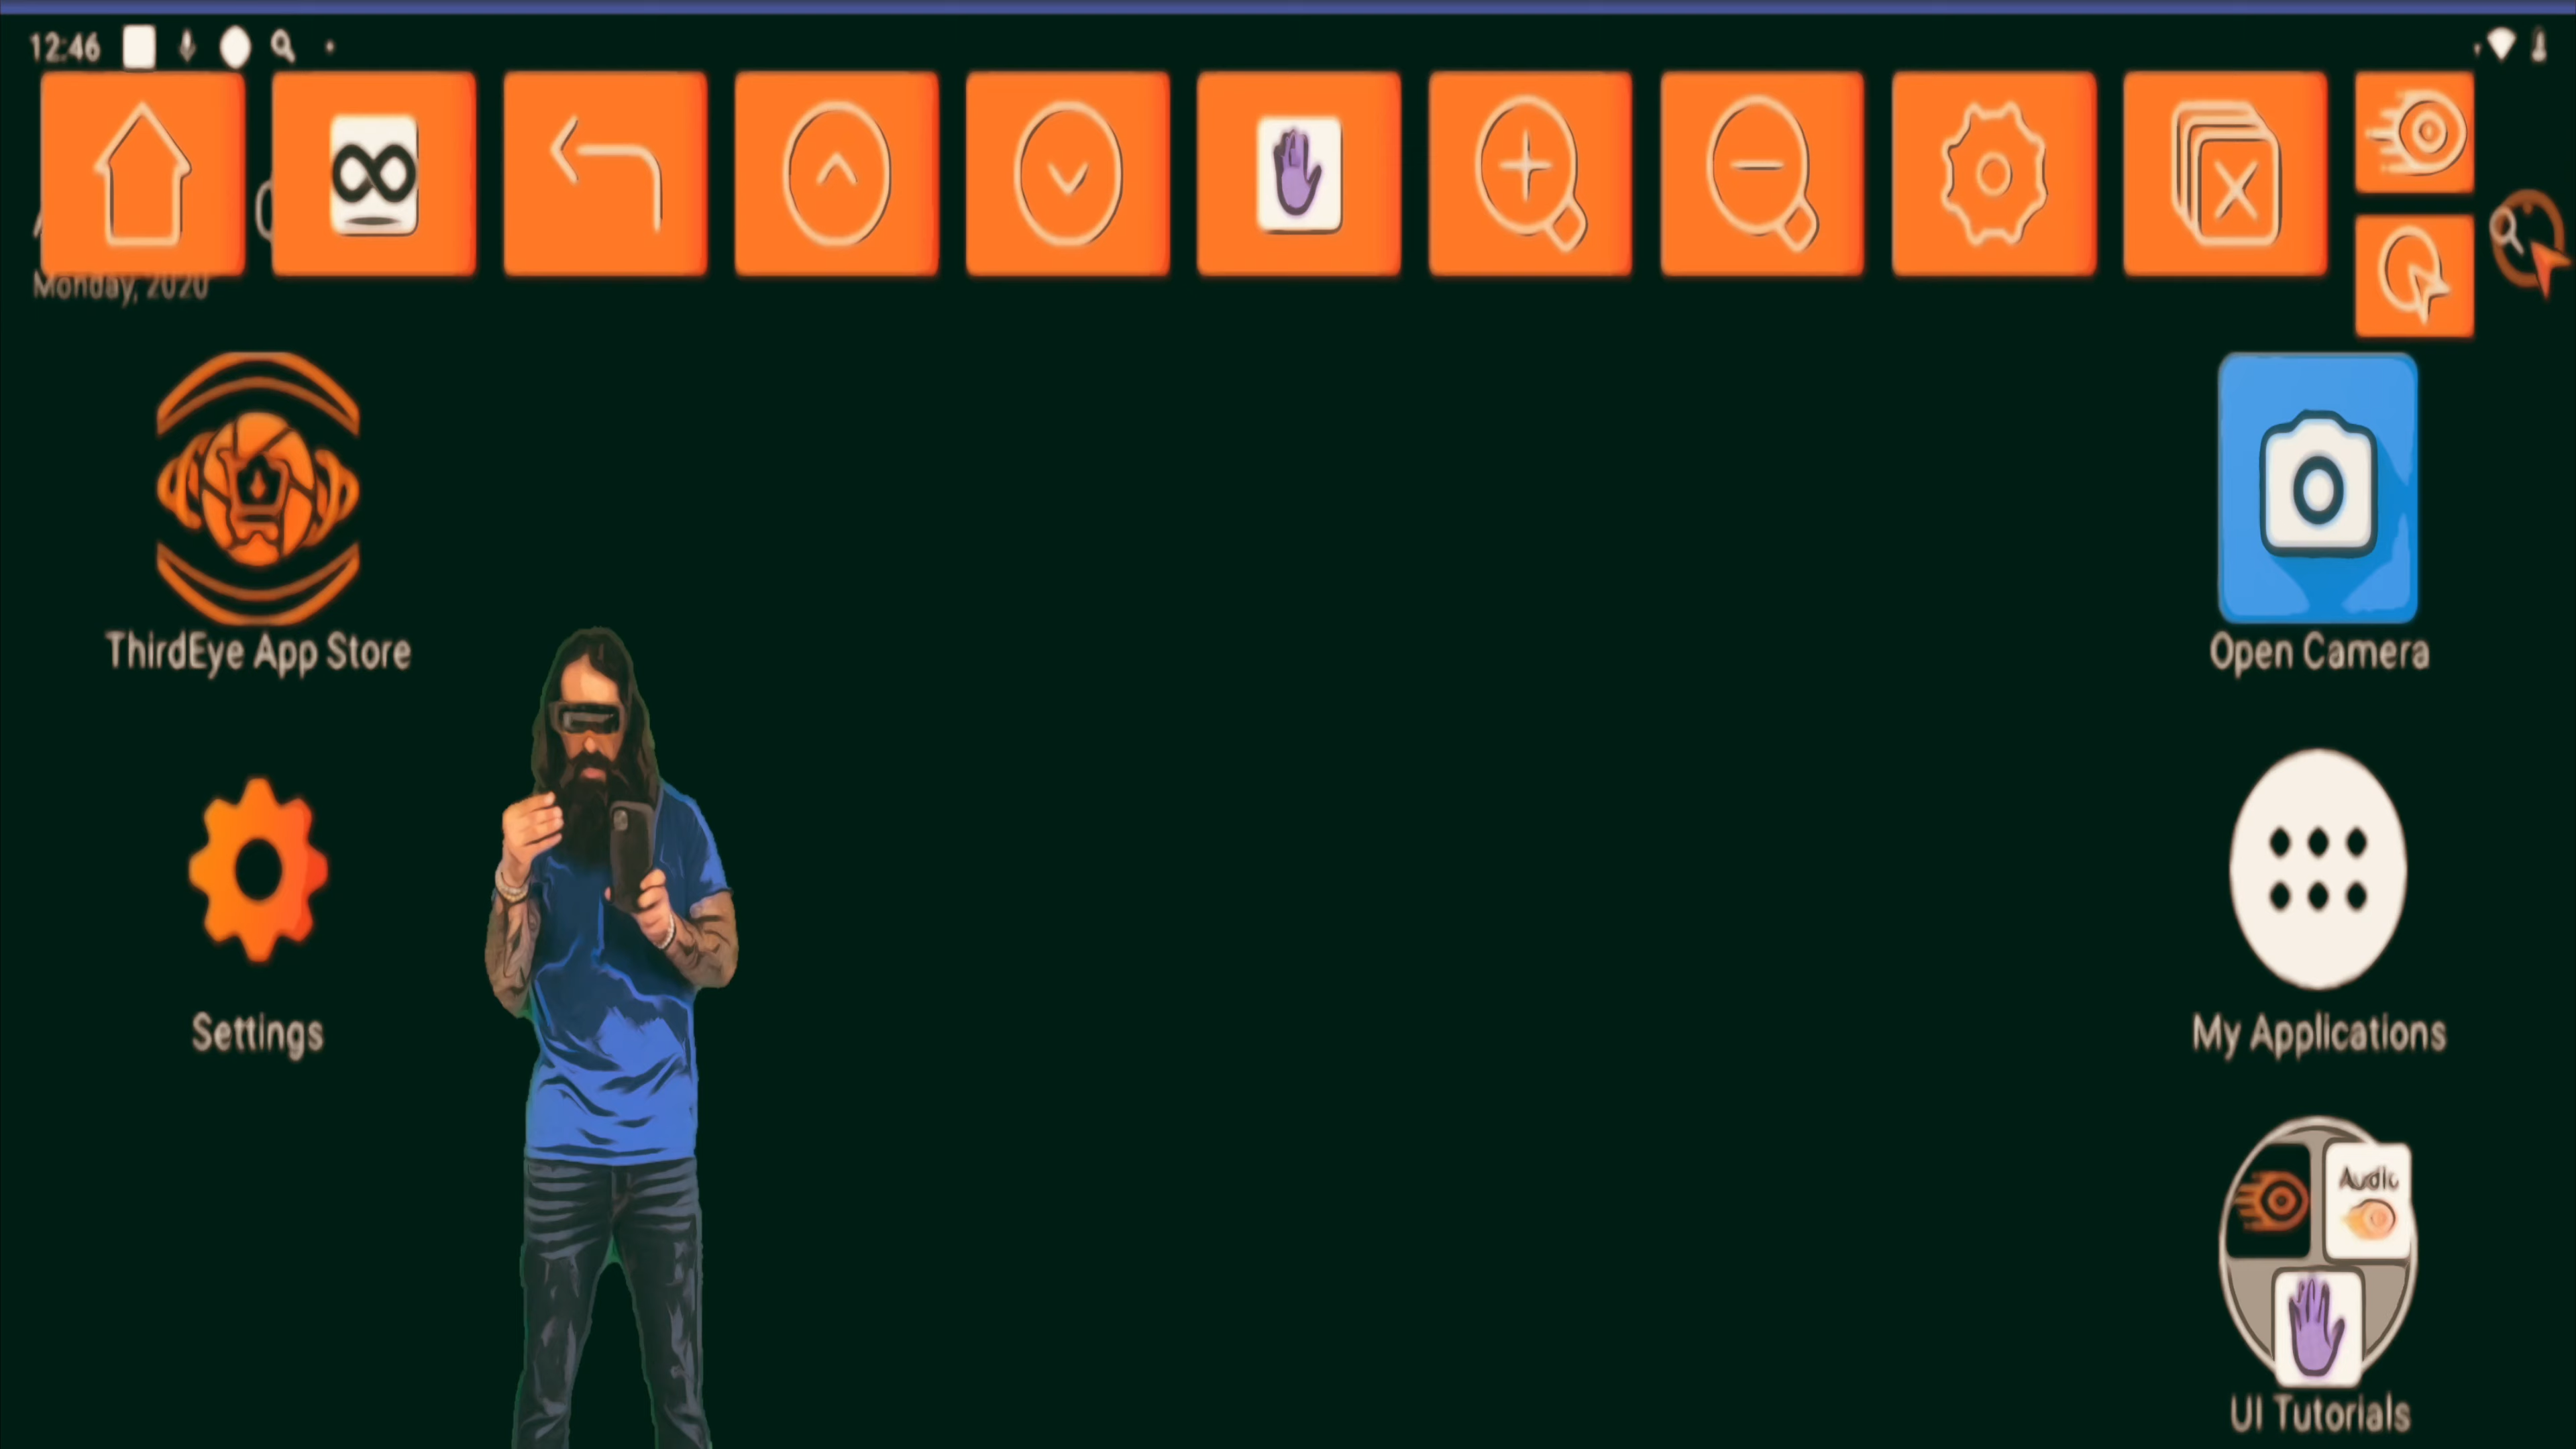 12:46
Monday, 2020
ThirdEye App Store
Open Camera
Settings
My Applications
Audio
UI Tutorials